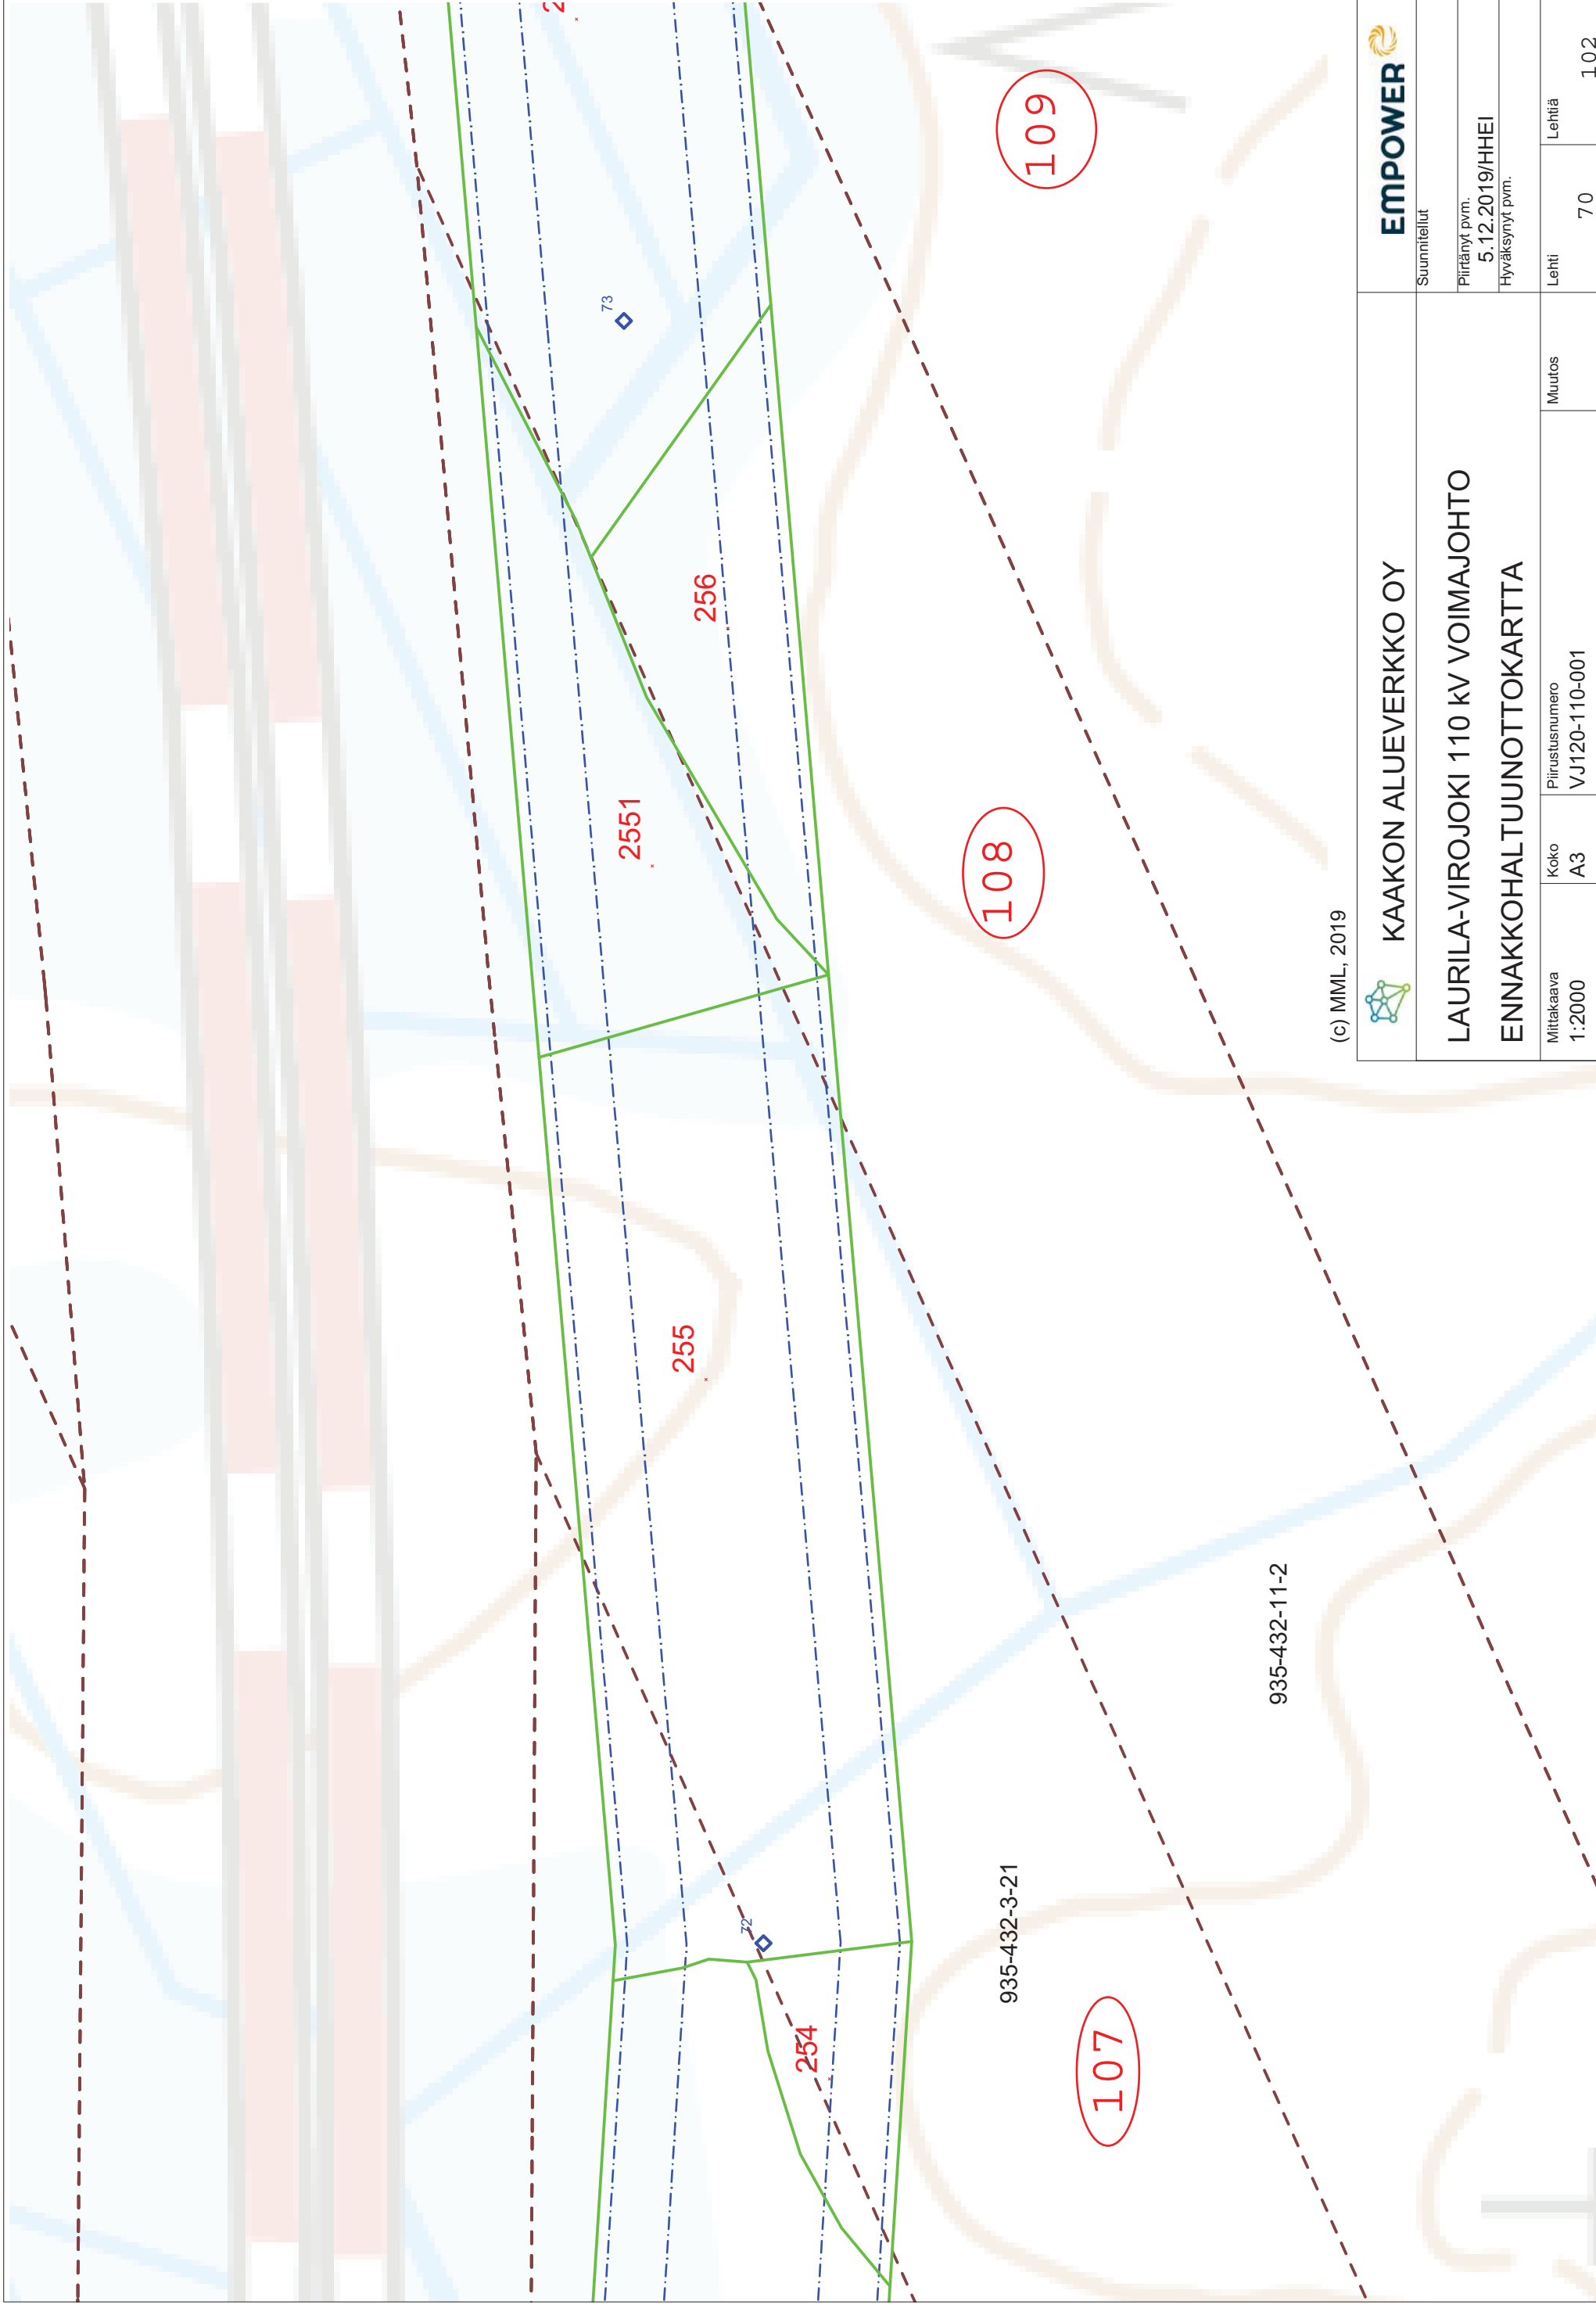 73
109
256
2551
108
255
72
254
107
935-432-3-21
935-432-11-2
(c) MML, 2019
KAAKON ALUEVERKKO OY
EMPOWER
LAURILA-VIROJOKI 110 kV VOIMAJOHTO
ENNAKKOHALTUUNOTTOKARTTA
Suunnitellut
Piirtänyt pvm.
5.12.2019/HHEI
Hyväksynyt pvm.
Mittakaava
1:2000
Koko
A3
Piirustusnumero
VJ120-110-001
Muutos
Lehti
70
Lehtiä
102